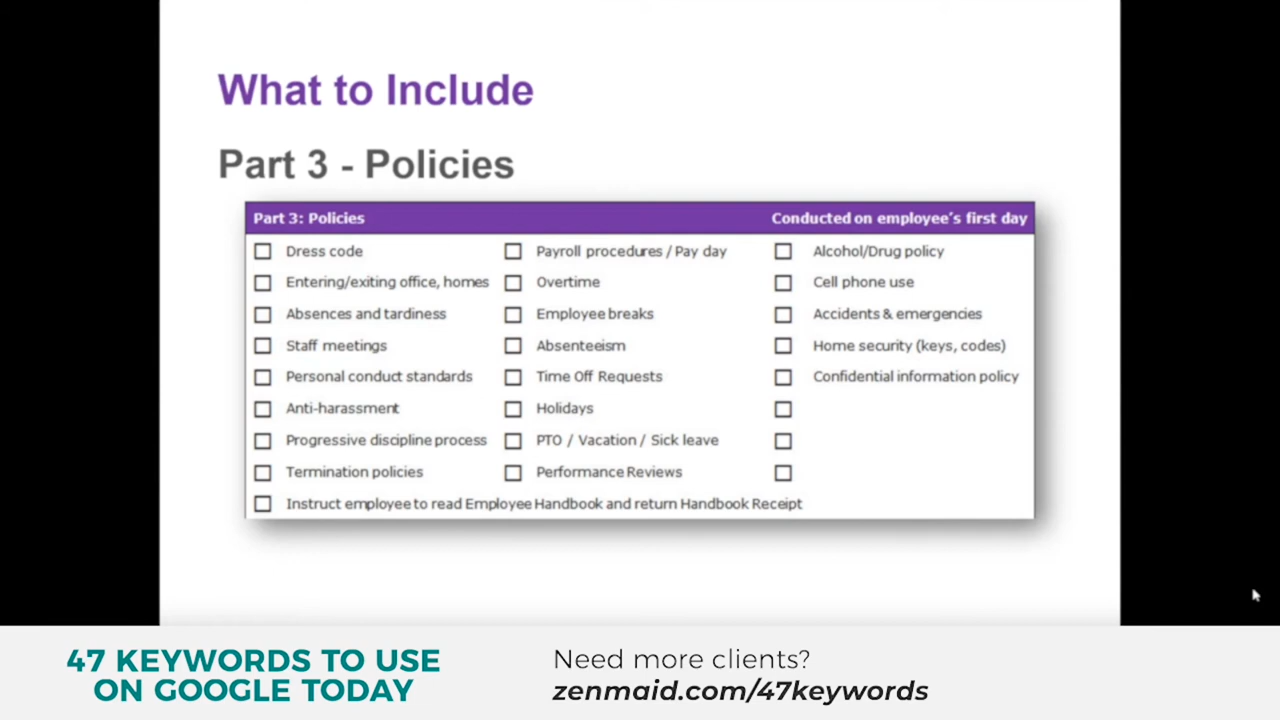 What to Include
Part 3 - Policies
Part 3: Policies Conducted on employee's first day
Dress code Payroll procedures / Pay day Alcohol/Drug policy
Entering/exiting office, homes Overtime Cell phone use
Absences and tardiness Employee breaks Accidents & emergencies
Staff meetings Absenteeism Home security (keys, codes)
Personal conduct standards Time Off Requests Confidential information policy
Anti-harassment Holidays
Progressive discipline process PTO / Vacation / Sick leave
Termination policies Performance Reviews
Instruct employee to read Employee Handbook and return Handbook Receipt
47 KEYWORDS TO USE
ON GOOGLE TODAY
Need more clients?
zenmaid.com/47keywords